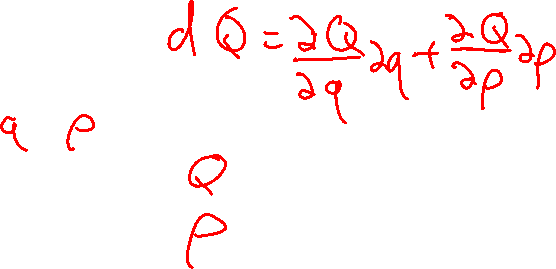 dQ = ∂Q/∂q ∂q + ∂Q/∂p ∂p
q p
Q
P